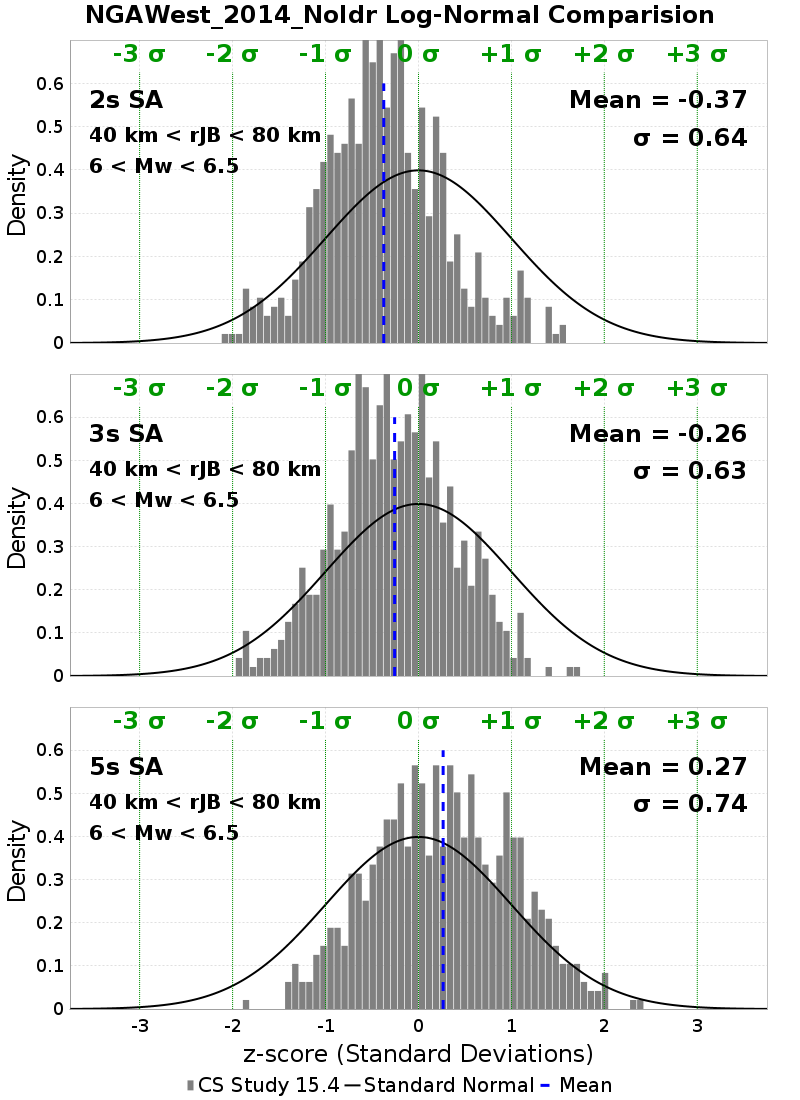 NGAWest_2014_NoIdr Log-Normal Comparision
-3 σ -2 σ -1 σ 0 σ +1 σ +2 σ +3 σ
2s SA
Mean = -0.37
40 km < rJB < 80 km
σ = 0.64
6 < Mw < 6.5
Density
0.6
0.5
0.4
0.3
0.2
0.1
0
-3 σ -2 σ -1 σ 0 σ +1 σ +2 σ +3 σ
3s SA
Mean = -0.26
40 km < rJB < 80 km
σ = 0.63
6 < Mw < 6.5
Density
0.6
0.5
0.4
0.3
0.2
0.1
0
-3 σ -2 σ -1 σ 0 σ +1 σ +2 σ +3 σ
5s SA
Mean = 0.27
40 km < rJB < 80 km
σ = 0.74
6 < Mw < 6.5
Density
0.6
0.5
0.4
0.3
0.2
0.1
0
-3 -2 -1 0 1 2 3
z-score (Standard Deviations)
CS Study 15.4 Standard Normal Mean